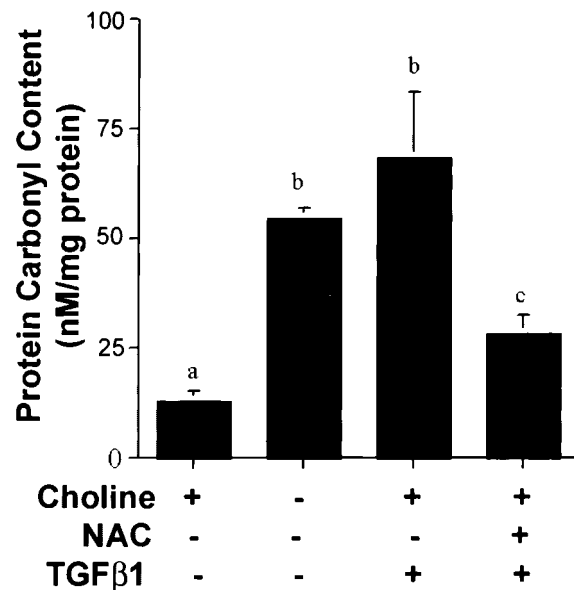 Protein Carbonyl Content
(nM/mg protein)
100
75
50
25
0
a
b
b
c
Choline + - + +
NAC - - - +
TGFβ1 - - + +